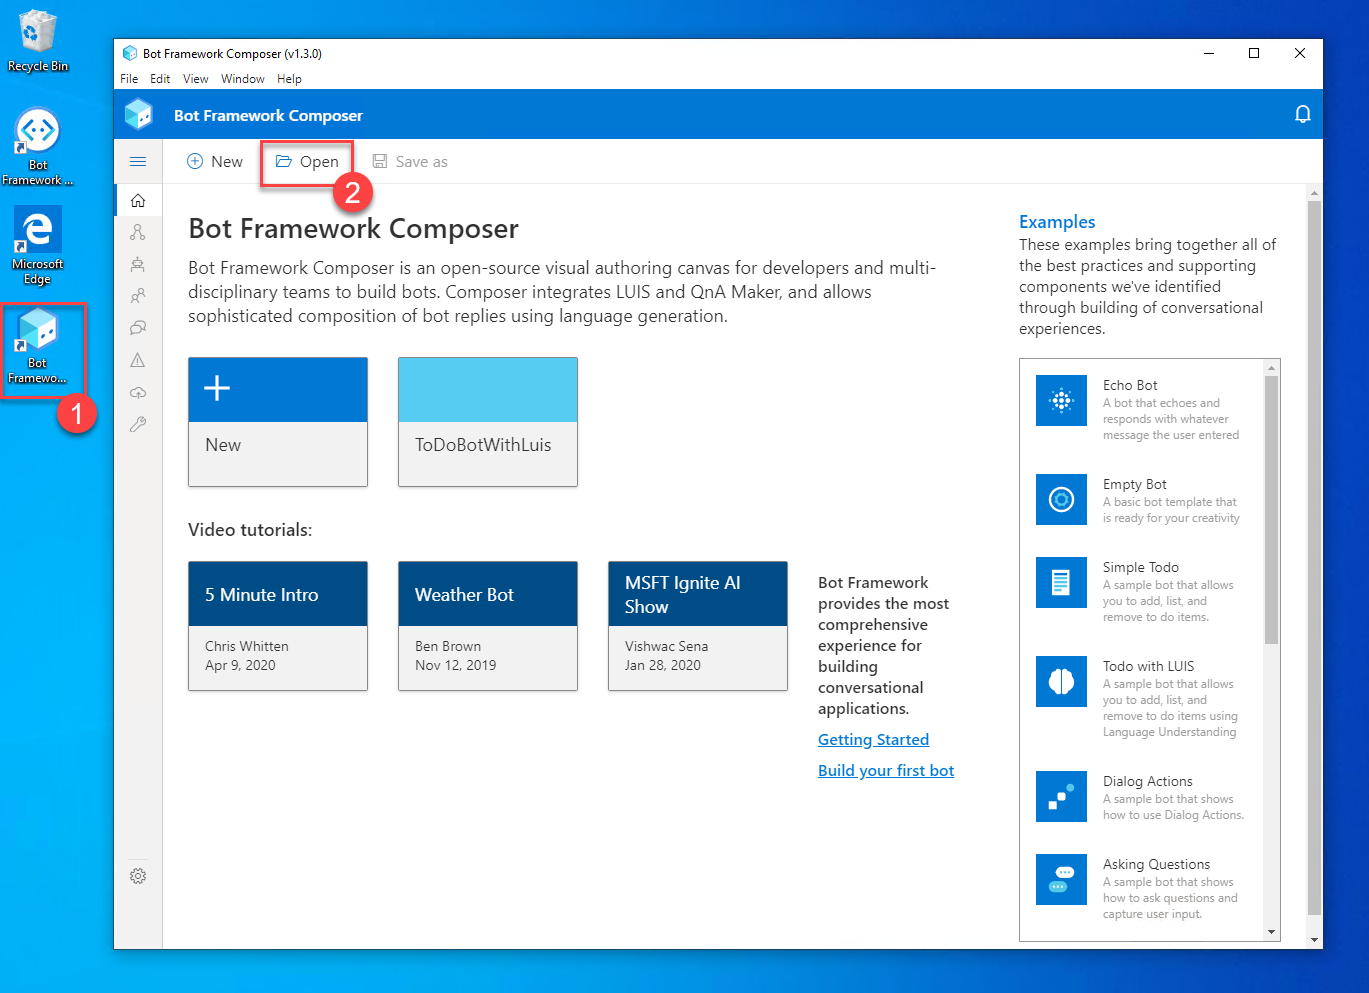 Recycle Bin
Bot
Framework ...
Microsoft
Edge
Bot
Framewo...
1
Bot Framework Composer (v1.3.0)
File Edit View Window Help
Bot Framework Composer
New Open Save as
2
Bot Framework Composer
Bot Framework Composer is an open-source visual authoring canvas for developers and multi-
disciplinary teams to build bots. Composer integrates LUIS and QnA Maker, and allows
sophisticated composition of bot replies using language generation.
New
ToDoBotWithLuis
Video tutorials:
5 Minute Intro
Chris Whitten
Apr 9, 2020
Weather Bot
Ben Brown
Nov 12, 2019
MSFT Ignite AI
Show
Vishwac Sena
Jan 28, 2020
Bot Framework
provides the most
comprehensive
experience for
building
conversational
applications.
Getting Started
Build your first bot
Examples
These examples bring together all of
the best practices and supporting
components we've identified
through building of conversational
experiences.
Echo Bot
A bot that echoes and
responds with whatever
message the user entered
Empty Bot
A basic bot template that
is ready for your creativity
Simple Todo
A sample bot that allows
you to add, list, and
remove to do items.
Todo with LUIS
A sample bot that allows
you to add, list, and
remove to do items using
Language Understanding
Dialog Actions
A sample bot that shows
how to use Dialog Actions.
Asking Questions
A sample bot that shows
how to ask questions and
capture user input.